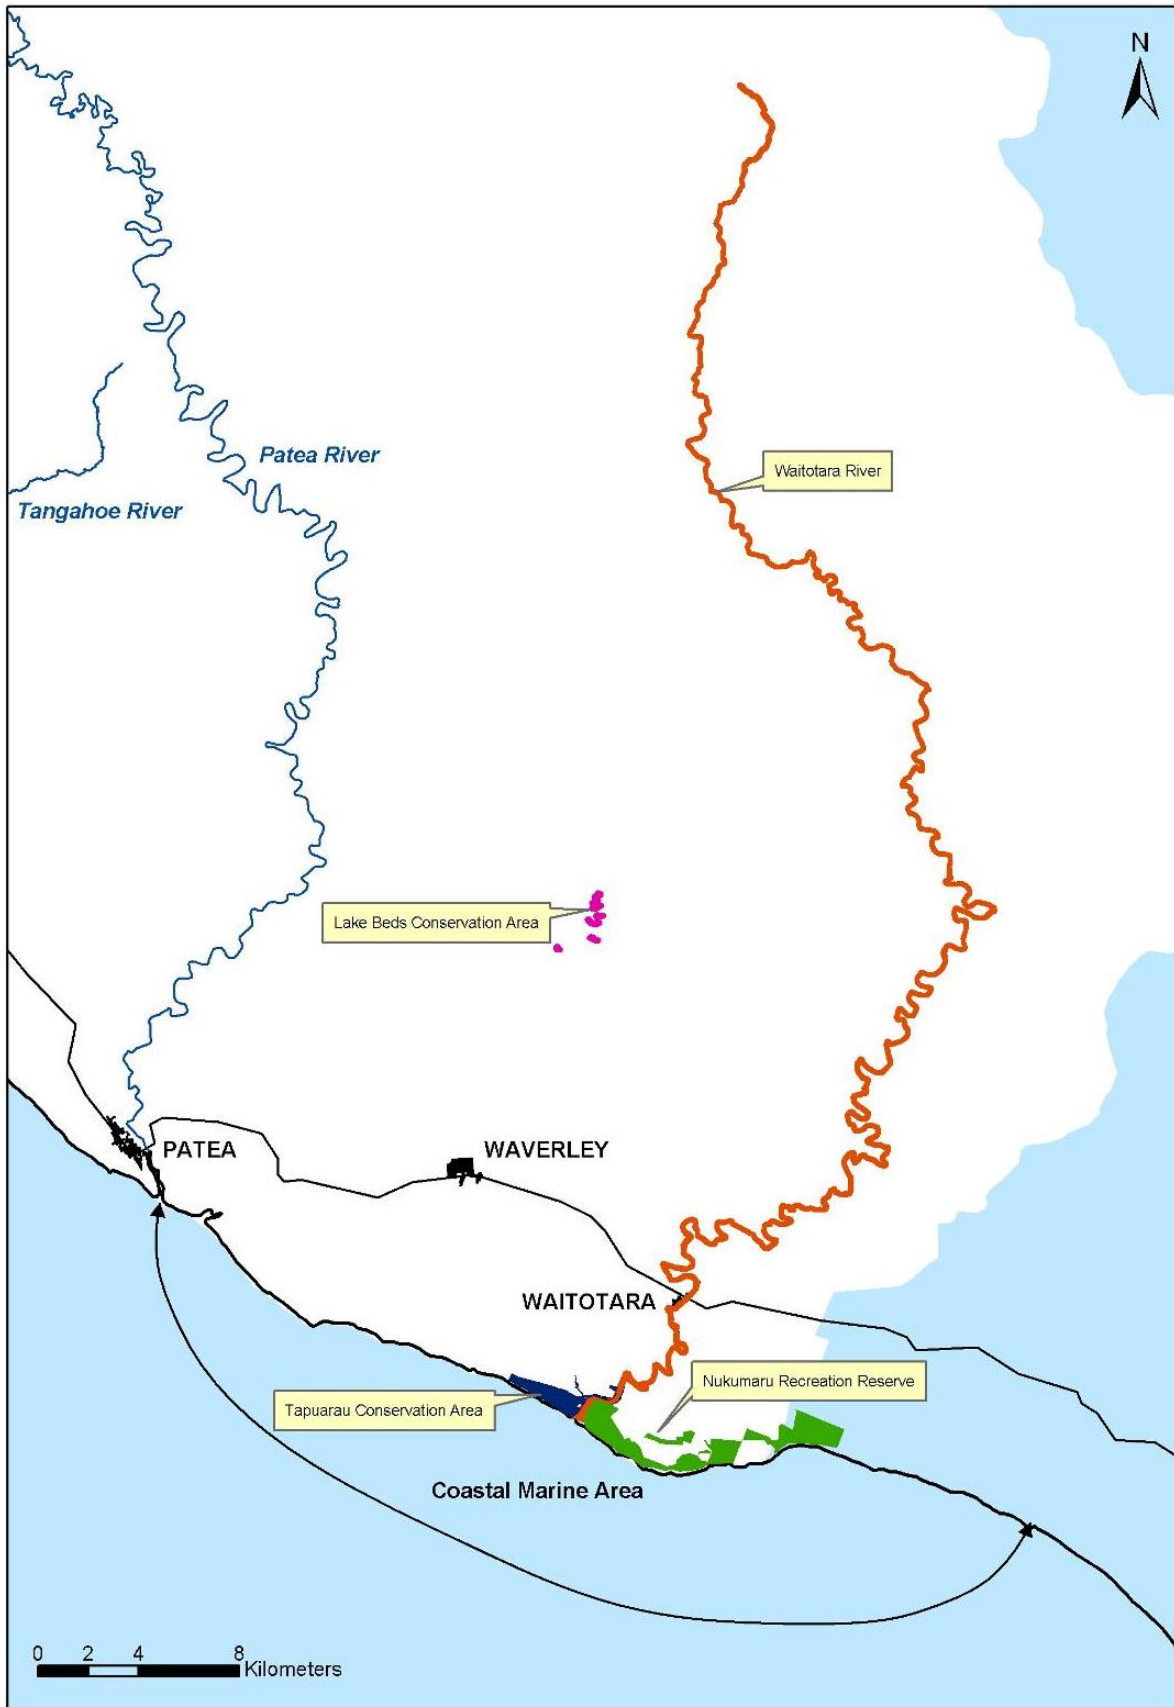 N
Patea River
Waitotara River
Tangahoe River
Lake Beds Conservation Area
PATEA
WAVERLEY
WAITOTARA
Nukumaru Recreation Reserve
Tapuarau Conservation Area
Coastal Marine Area
0 2 4 8
Kilometers